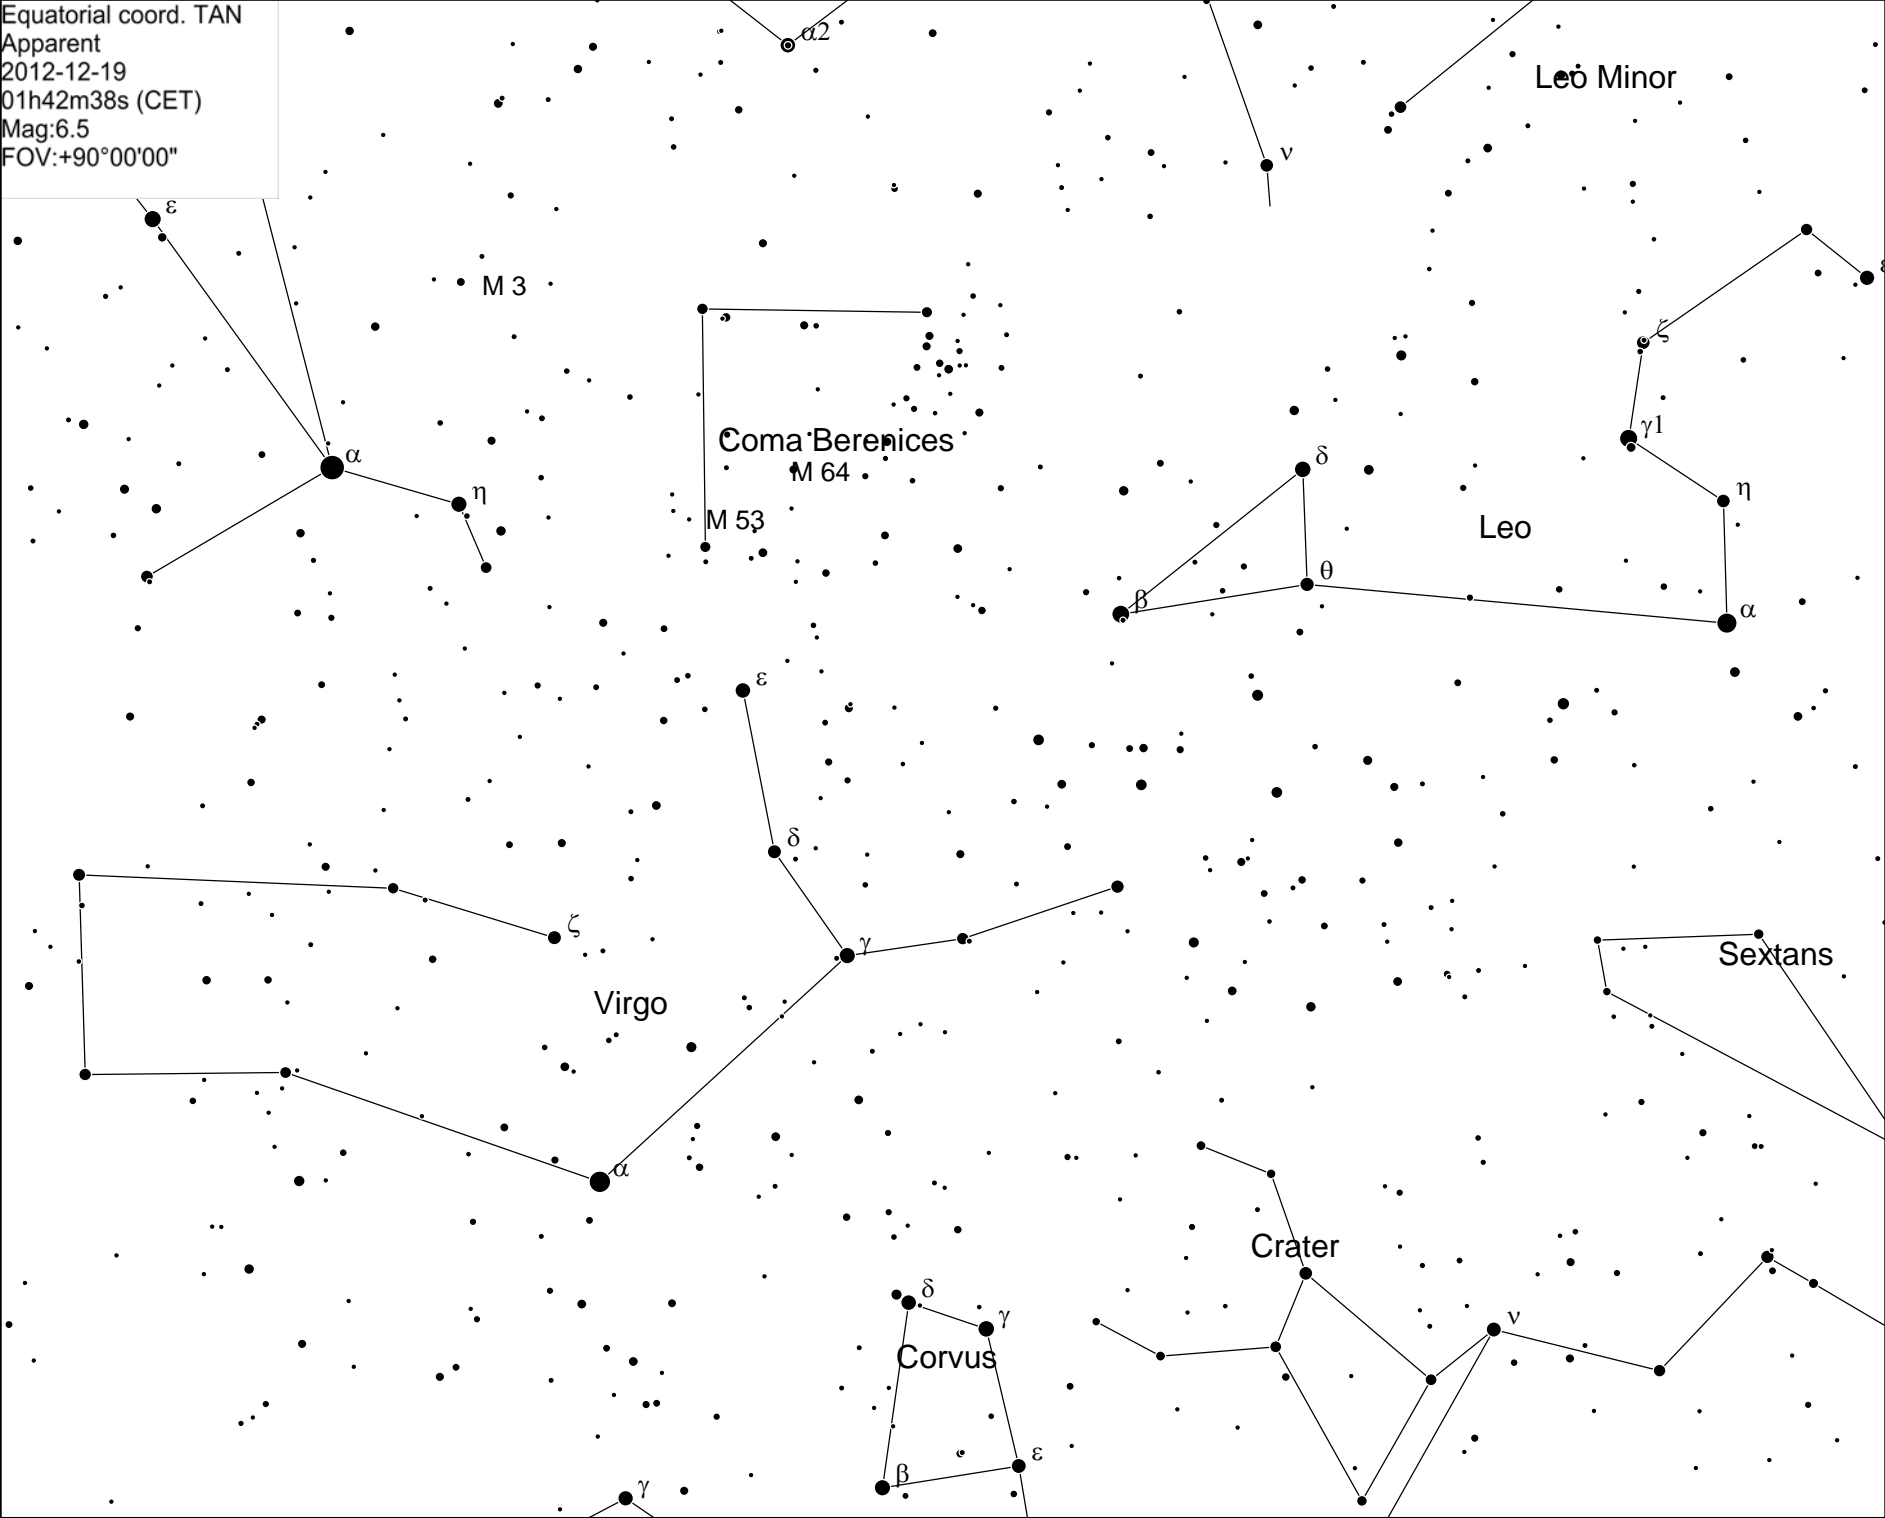 Equatorial coord. TAN
Apparent
2012-12-19
01h42m38s (CET)
Mag:6.5
FOV:+90°00'00"
α2
Leo Minor
ν
ε
M 3
ε
ζ
Coma Berenices
γ1
α
δ
M 64
η
η
M 53
Leo
θ
β
α
ε
δ
ζ
γ
Sextans
Virgo
α
Crater
δ
γ
ν
Corvus
ε
β
γ